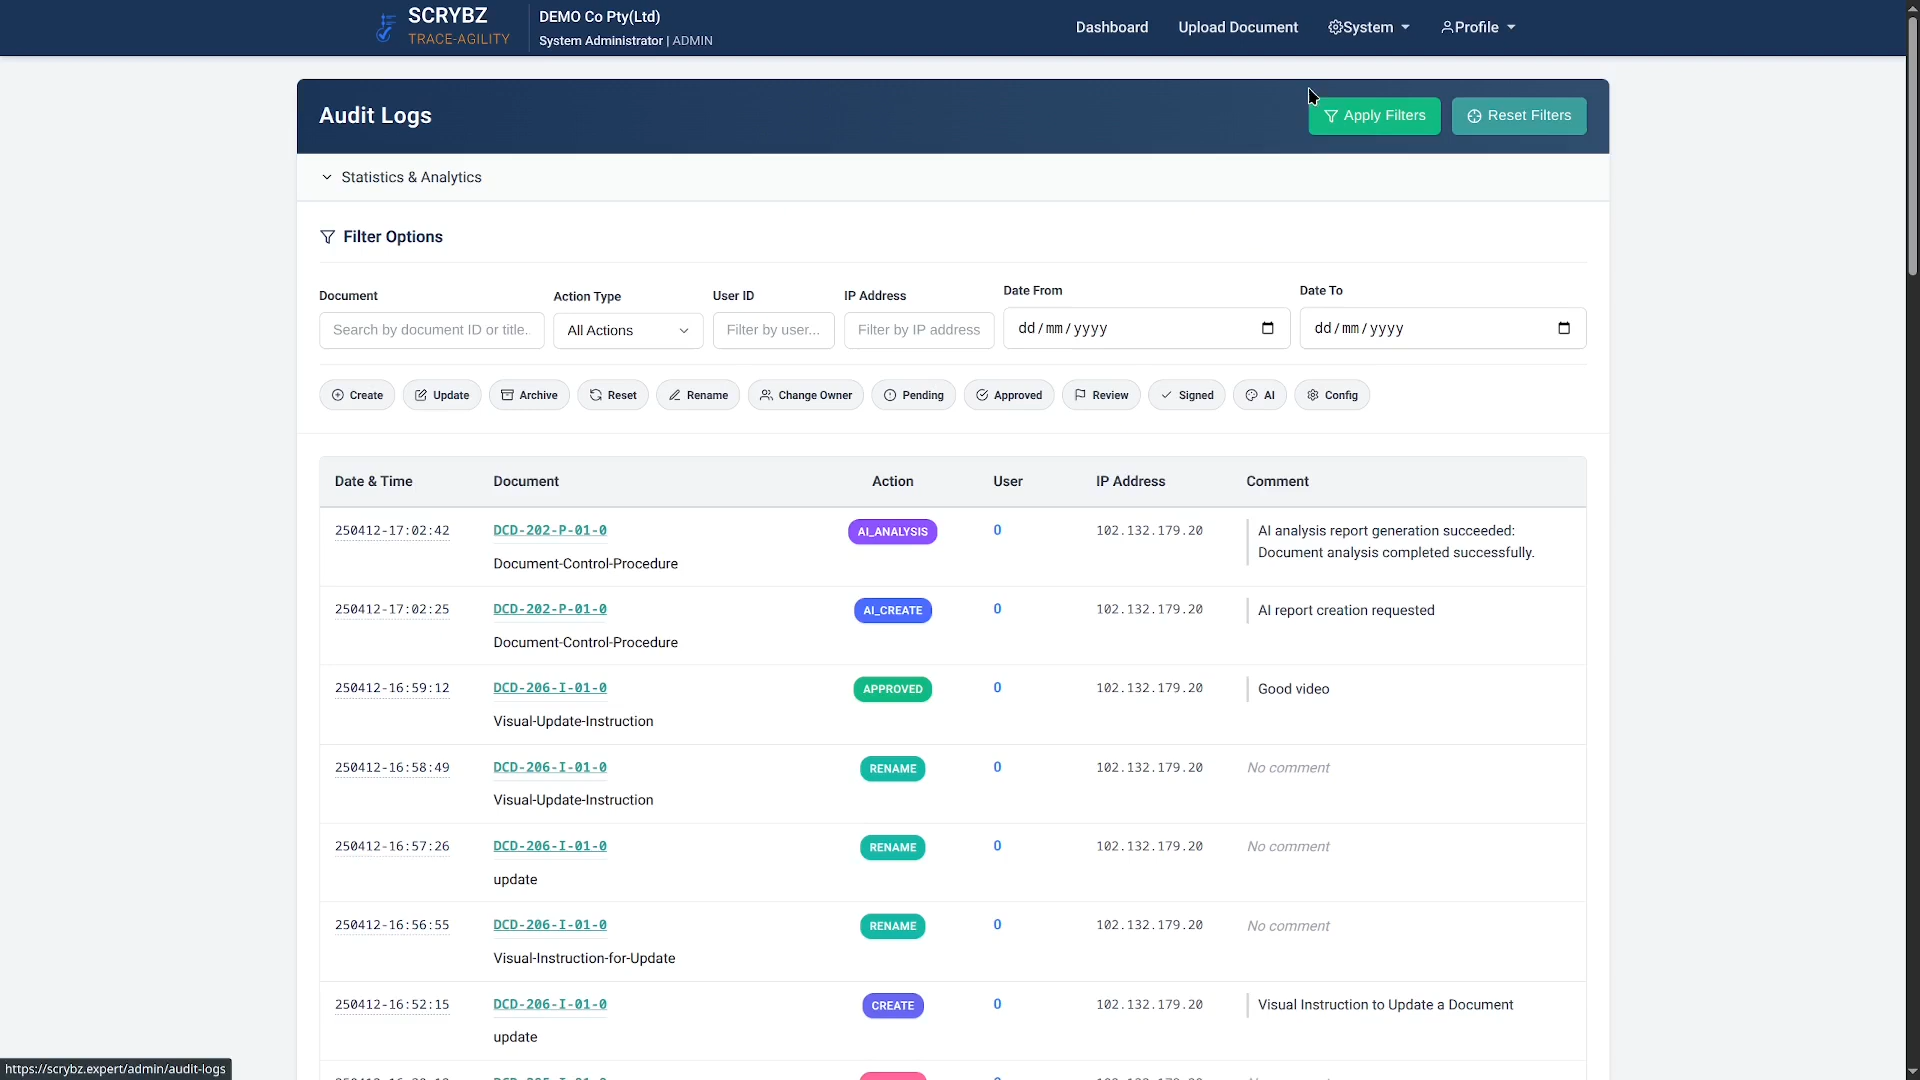 SCRYBZ
TRACE-AGILITY
DEMO Co Pty(Ltd)
System Administrator | ADMIN
Dashboard
Upload Document
System
Profile
Audit Logs
Apply Filters
Reset Filters
Statistics & Analytics
Filter Options
Document
Action Type
User ID
IP Address
Date From
Date To
Search by document ID or title.
All Actions
Filter by user...
Filter by IP address
dd/mm/yyyy
dd/mm/yyyy
Create
Update
Archive
Reset
Rename
Change Owner
Pending
Approved
Review
Signed
AI
Config
Date & Time
Document
Action
User
IP Address
Comment
250412-17:02:42
DCD-202-P-01-0
Document-Control-Procedure
AI_ANALYSIS
0
102.132.179.20
AI analysis report generation succeeded:
Document analysis completed successfully.
250412-17:02:25
DCD-202-P-01-0
Document-Control-Procedure
AI_CREATE
0
102.132.179.20
AI report creation requested
250412-16:59:12
DCD-206-I-01-0
Visual-Update-Instruction
APPROVED
0
102.132.179.20
Good video
250412-16:58:49
DCD-206-I-01-0
Visual-Update-Instruction
RENAME
0
102.132.179.20
No comment
250412-16:57:26
DCD-206-I-01-0
update
RENAME
0
102.132.179.20
No comment
250412-16:56:55
DCD-206-I-01-0
Visual-Instruction-for-Update
RENAME
0
102.132.179.20
No comment
250412-16:52:15
DCD-206-I-01-0
update
CREATE
0
102.132.179.20
Visual Instruction to Update a Document
https://scrybz.expert/admin/audit-logs